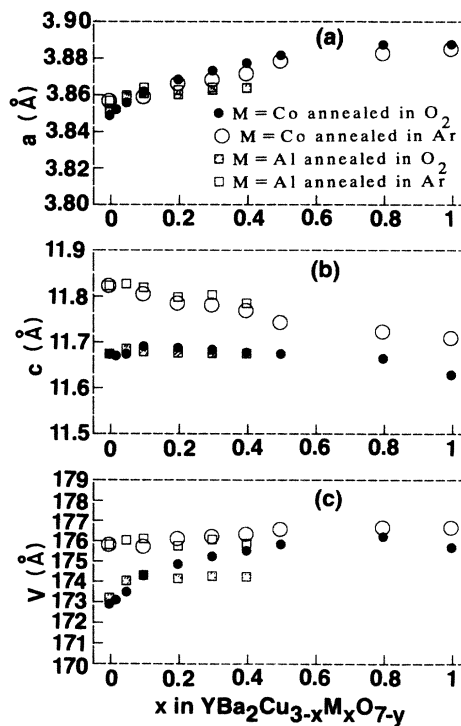 (a)
a (Å)
3.88
3.86
3.84
3.82
3.80
M = Co annealed in O2
M = Co annealed in Ar
M = Al annealed in O2
M = Al annealed in Ar
0 0.2 0.4 0.6 0.8 1
(b)
c (Å)
11.9
11.8
11.7
11.6
11.5
0 0.2 0.4 0.6 0.8 1
(c)
V (Å)
179
178
177
176
175
174
173
172
171
170
0 0.2 0.4 0.6 0.8 1
x in YBa2Cu3-xMxO7-y